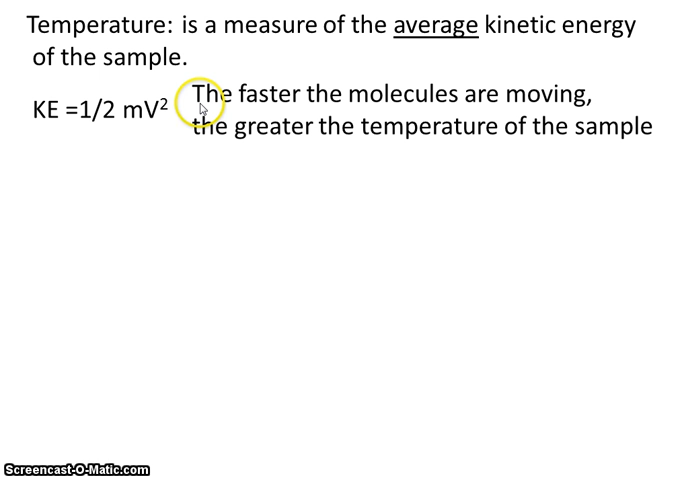 Temperature: is a measure of the average kinetic energy
of the sample.
KE =1/2 mV²
The faster the molecules are moving,
the greater the temperature of the sample
Screencast-O-Matic.com